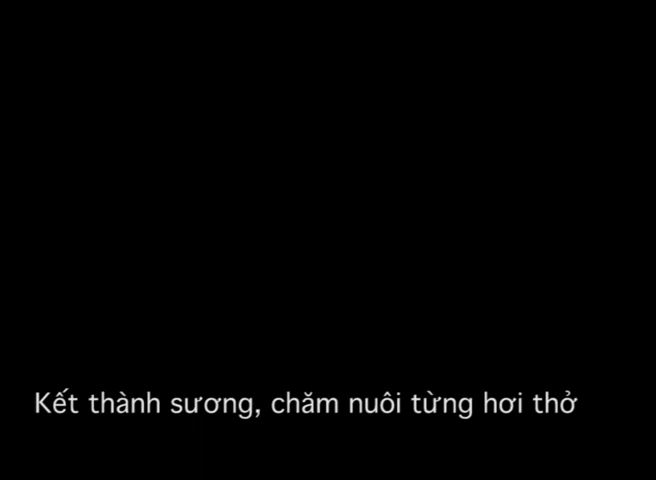 Kết thành sương, chăm nuôi từng hơi thở